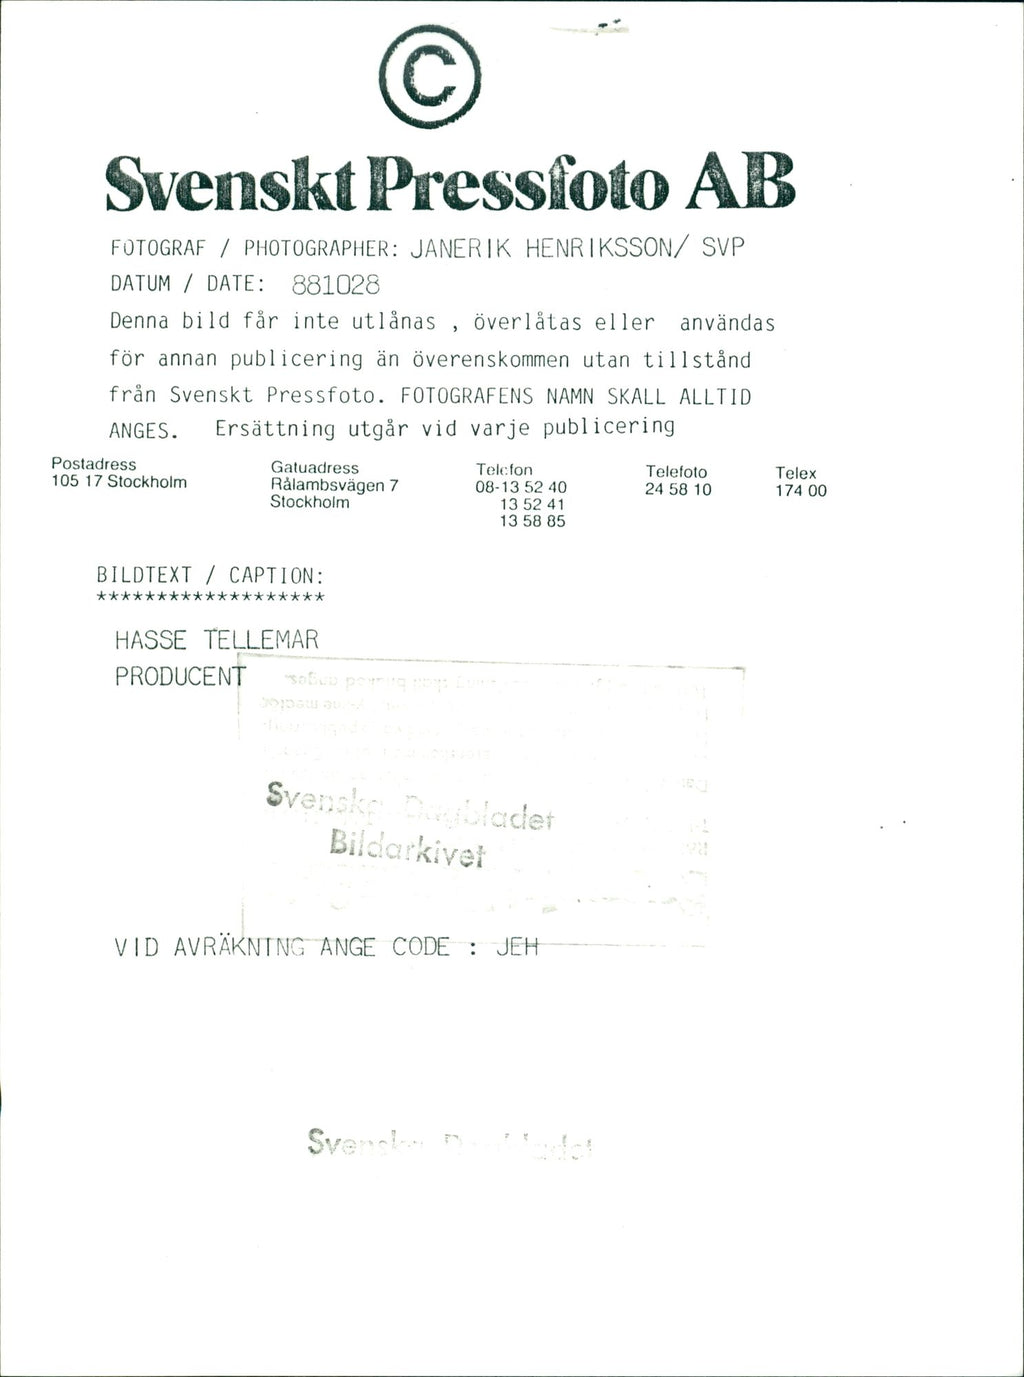 ©
Svenskt Pressfoto AB
FOTOGRAF / PHOTOGRAPHER: JANERIK HENRIKSSON/ SVP
DATUM / DATE: 881028
Denna bild får inte utlånas , överlåtas eller användas
för annan publicering än överenskommen utan tillstånd
från Svenskt Pressfoto. FOTOGRAFENS NAMN SKALL ALLTID
ANGES. Ersättning utgår vid varje publicering
Postadress
105 17 Stockholm
Gatuadress
Rålambsvägen 7
Stockholm
Telefon
08-13 52 40
13 52 41
13 58 85
Telefoto
24 58 10
Telex
174 00
BILDTEXT / CAPTION:
*******************
HASSE TELLEMAR
PRODUCENT
Svenska Dagbladet
Bildarkivet
VID AVRÄKNING ANGE CODE : JEH
Svenska Dagbladet